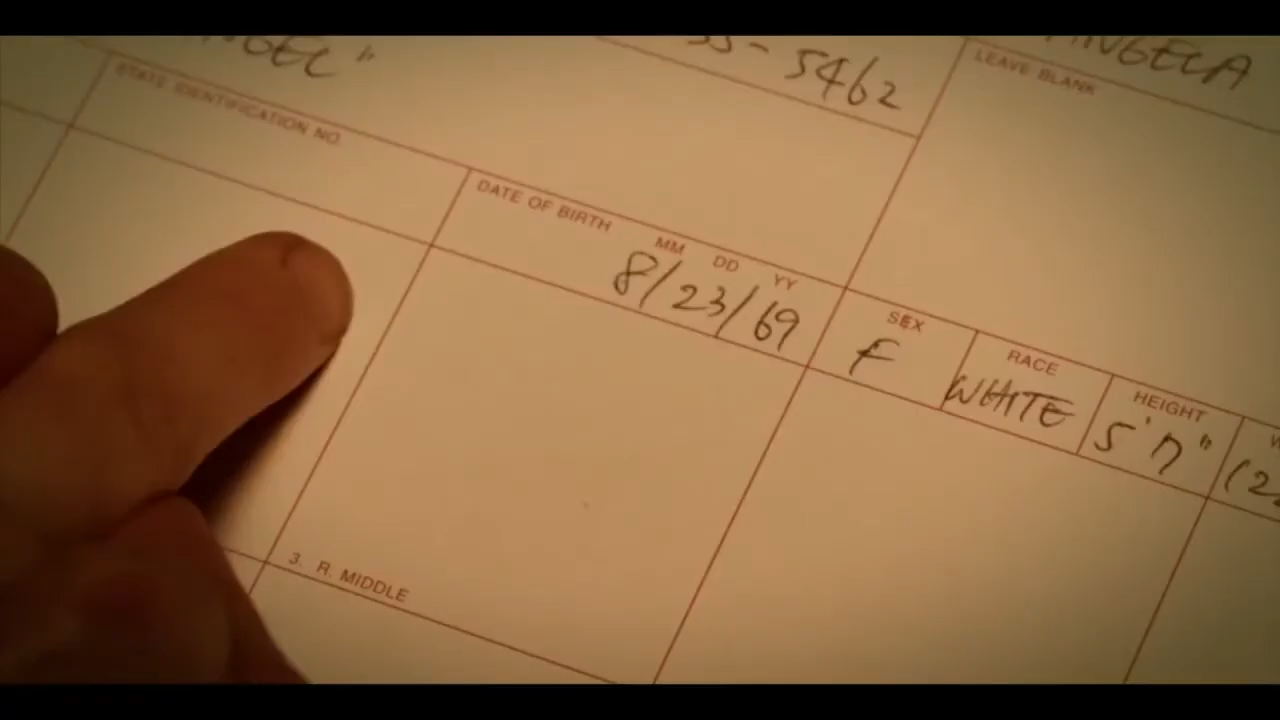 ANGELA
5462
NGEL"
LEAVE BLANK
STATE IDENTIFICATION NO.
DATE OF BIRTH MM DD YY
8/23/69
SEX
F
RACE
WHITE
HEIGHT
5'7"
3. R. MIDDLE